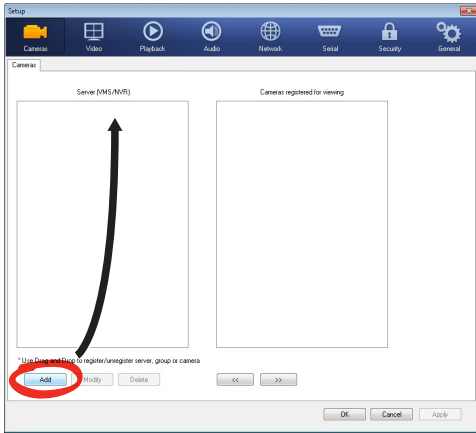 Setup
Cameras Video Playback Audio Network Serial Security General
Cameras
Server (VMS/NVR) Cameras registered for viewing
* Use Drag and Drop to register/unregister server, group or camera
Add Modify Delete << >>
OK Cancel Apply